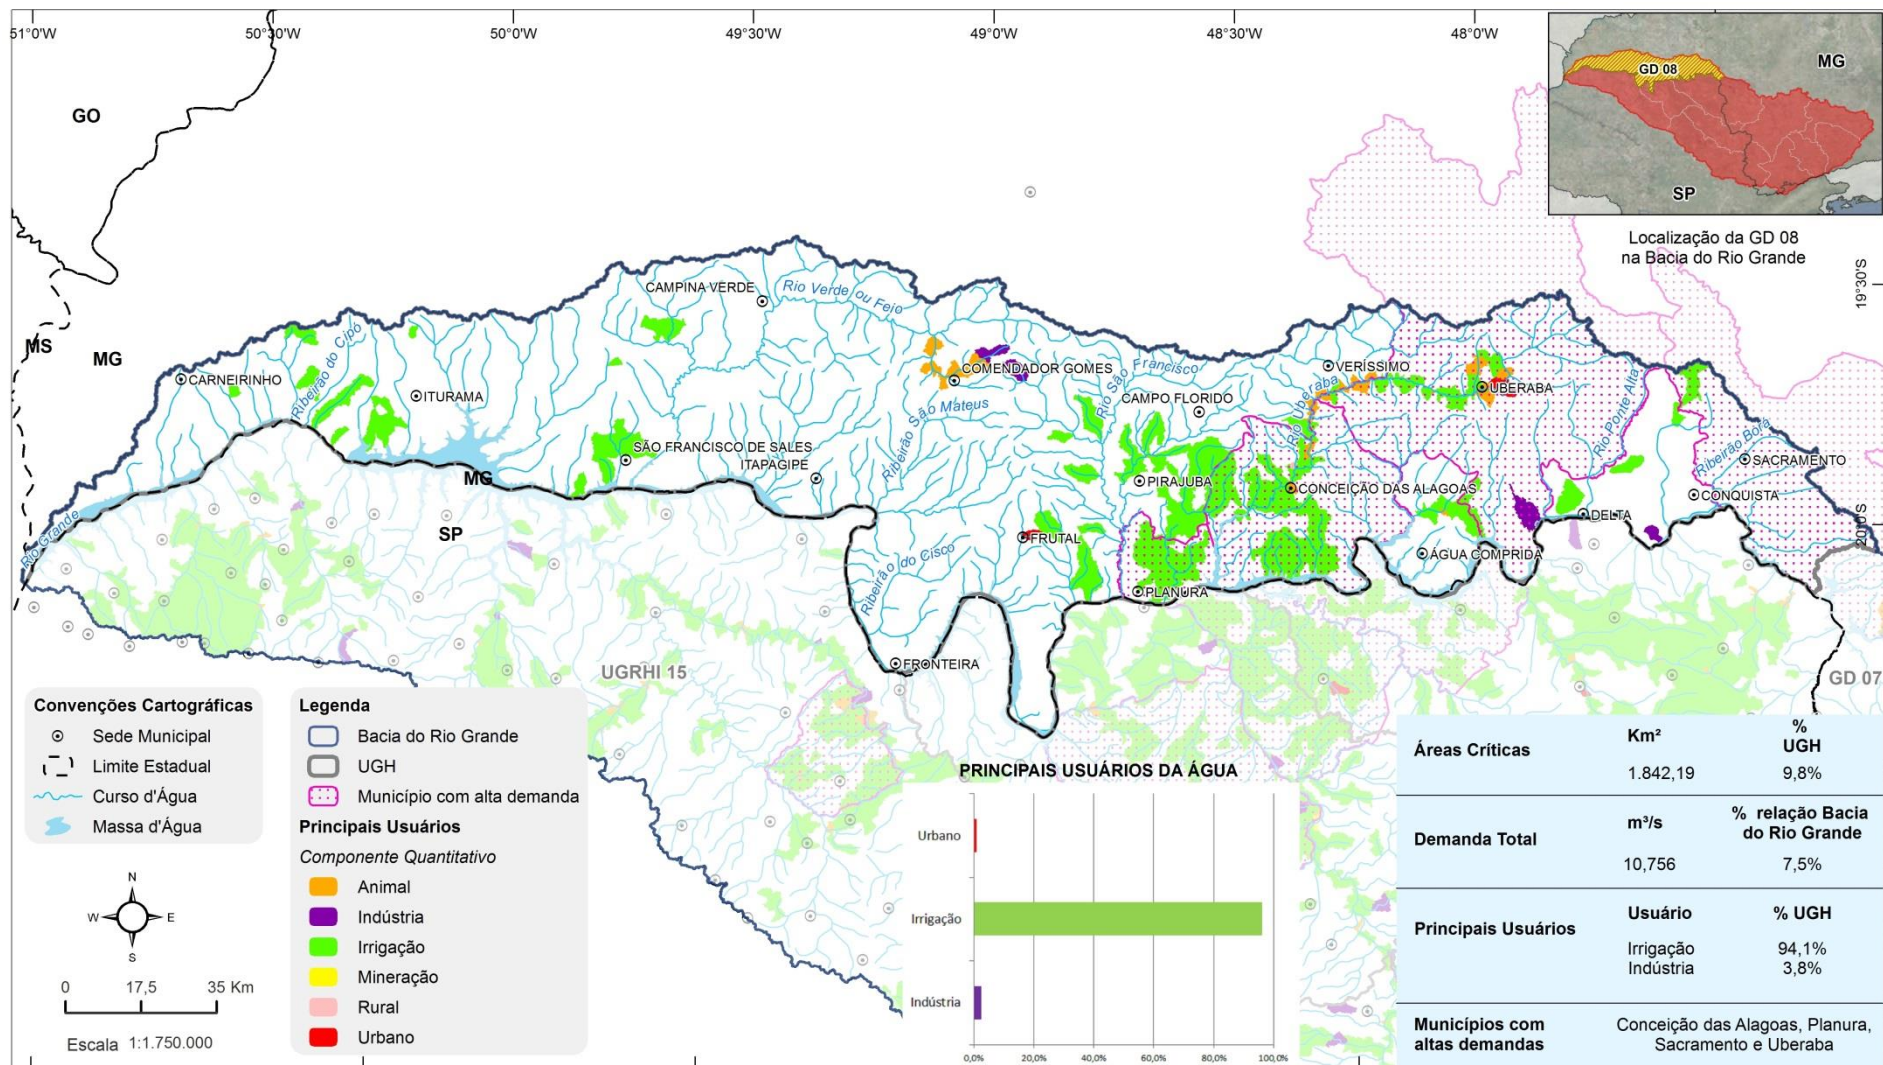 51°0'W
50°30'W
50°0'W
49°30'W
49°0'W
48°30'W
48°0'W
GO
MS
MG
MG
SP
GD 08
MG
SP
Localização da GD 08
na Bacia do Rio Grande
19°30'S
20°0'S
CAMPINA VERDE
Rio Verde ou Feio
CARNEIRINHO
Ribeirão do Cipó
ITURAMA
COMENDADOR GOMES
Rio São Francisco
Ribeirão São Mateus
CAMPO FLORIDO
VERÍSSIMO
Rio Uberaba
UBERABA
Rio Ponte Alta
SÃO FRANCISCO DE SALES
ITAPAGIPE
PIRAJUBA
CONCEIÇÃO DAS ALAGOAS
Ribeirão Borá
SACRAMENTO
CONQUISTA
DELTA
Rio Grande
FRUTAL
Ribeirão do Cisco
ÁGUA COMPRIDA
PLANURA
FRONTEIRA
UGRHI 15
GD 07
Convenções Cartográficas
Sede Municipal
Limite Estadual
Curso d'Água
Massa d'Água
N
W
E
S
0 17,5 35 Km
Escala 1:1.750.000
Legenda
Bacia do Rio Grande
UGH
Município com alta demanda
Principais Usuários
Componente Quantitativo
Animal
Indústria
Irrigação
Mineração
Rural
Urbano
PRINCIPAIS USUÁRIOS DA ÁGUA
Urbano
Irrigação
Indústria
0,0% 20,0% 40,0% 60,0% 80,0% 100,0%
Áreas Críticas
Km²
%
UGH
1.842,19
9,8%
Demanda Total
m³/s
% relação Bacia
do Rio Grande
10,756
7,5%
Principais Usuários
Usuário
% UGH
Irrigação
94,1%
Indústria
3,8%
Municípios com
altas demandas
Conceição das Alagoas, Planura,
Sacramento e Uberaba